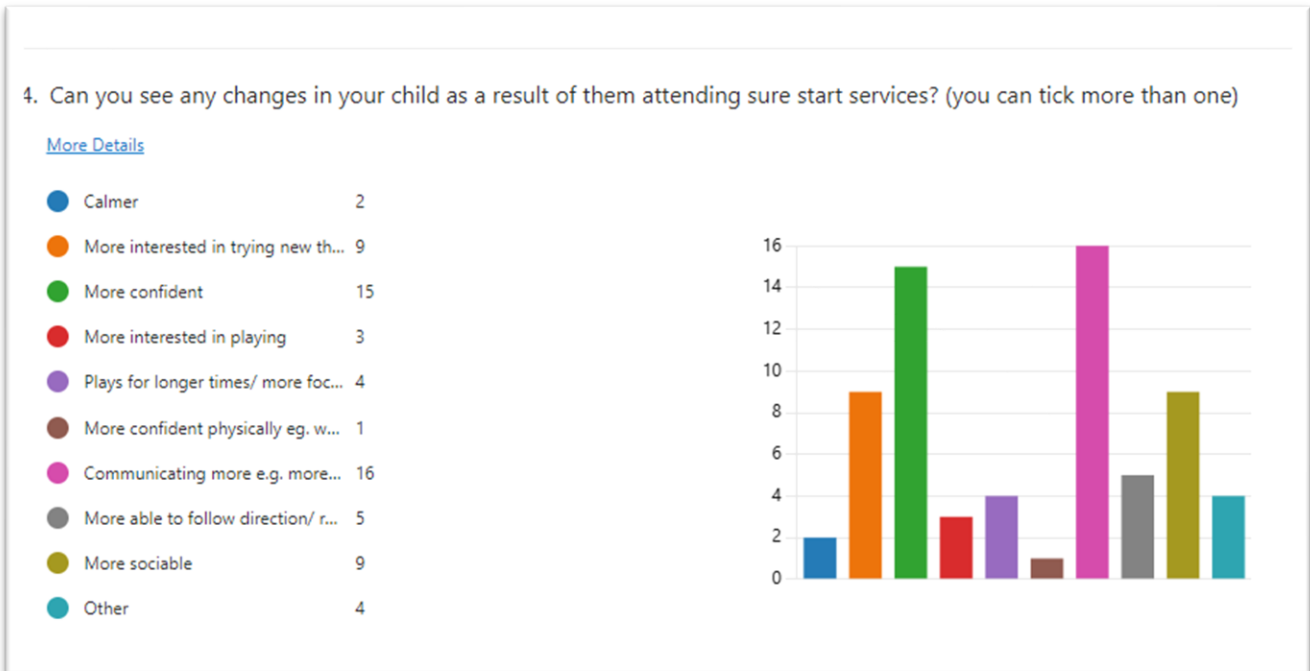 4. Can you see any changes in your child as a result of them attending sure start services? (you can tick more than one)
More Details
Calmer 2
More interested in trying new th... 9
More confident 15
More interested in playing 3
Plays for longer times/ more foc... 4
More confident physically eg. w... 1
Communicating more e.g. more... 16
More able to follow direction/ r... 5
More sociable 9
Other 4
16
14
12
10
8
6
4
2
0